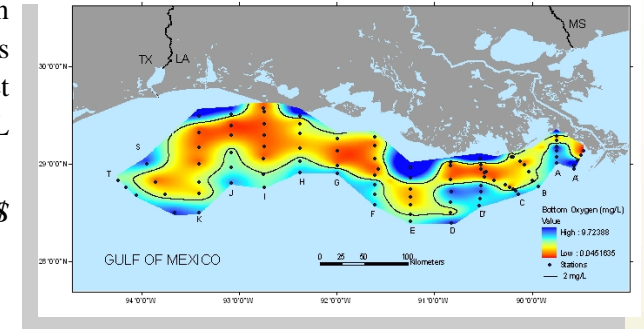 MS
TX LA
30°0'0"N
29°0'0"N
28°0'0"N
S
T
K
J
I
H
G
F
E
D
D'
C
B
A
A'
GULF OF MEXICO
0 25 50 100 Kilometers
Bottom Oxygen (mg/L)
Value
High : 9.72388
Low : 0.0451635
Stations
2 mg/L
94°0'0"W 93°0'0"W 92°0'0"W 91°0'0"W 90°0'0"W